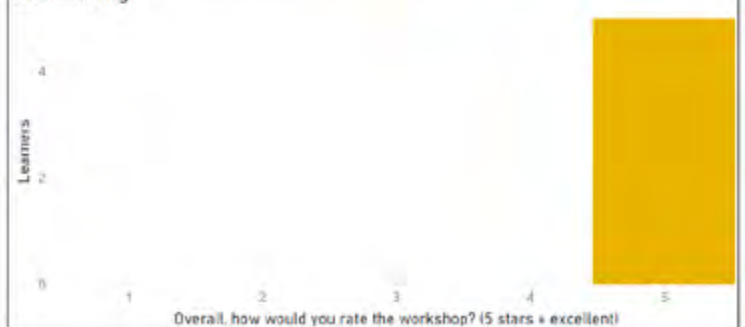 4
Learners
2
0
1 2 3 4 5
Overall, how would you rate the workshop? (5 stars = excellent)